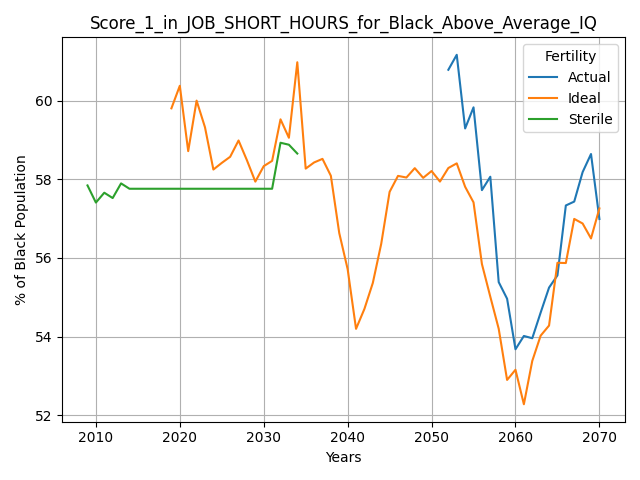 Score_1_in_JOB_SHORT_HOURS_for_Black_Above_Average_IQ
Fertility
Actual
Ideal
Sterile
% of Black Population
60
58
56
54
52
2010 2020 2030 2040 2050 2060 2070
Years